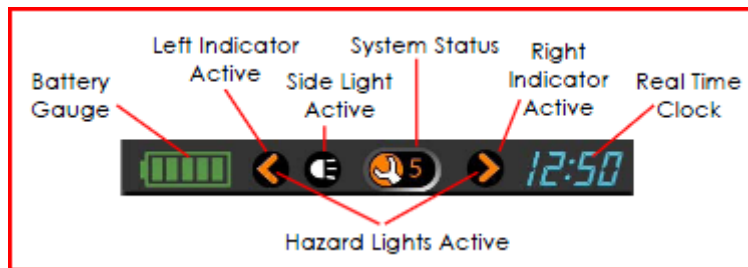 Left Indicator
Active
System Status
Right
Indicator
Active
Battery
Gauge
Side Light
Active
Real Time
Clock
5
12:50
Hazard Lights Active